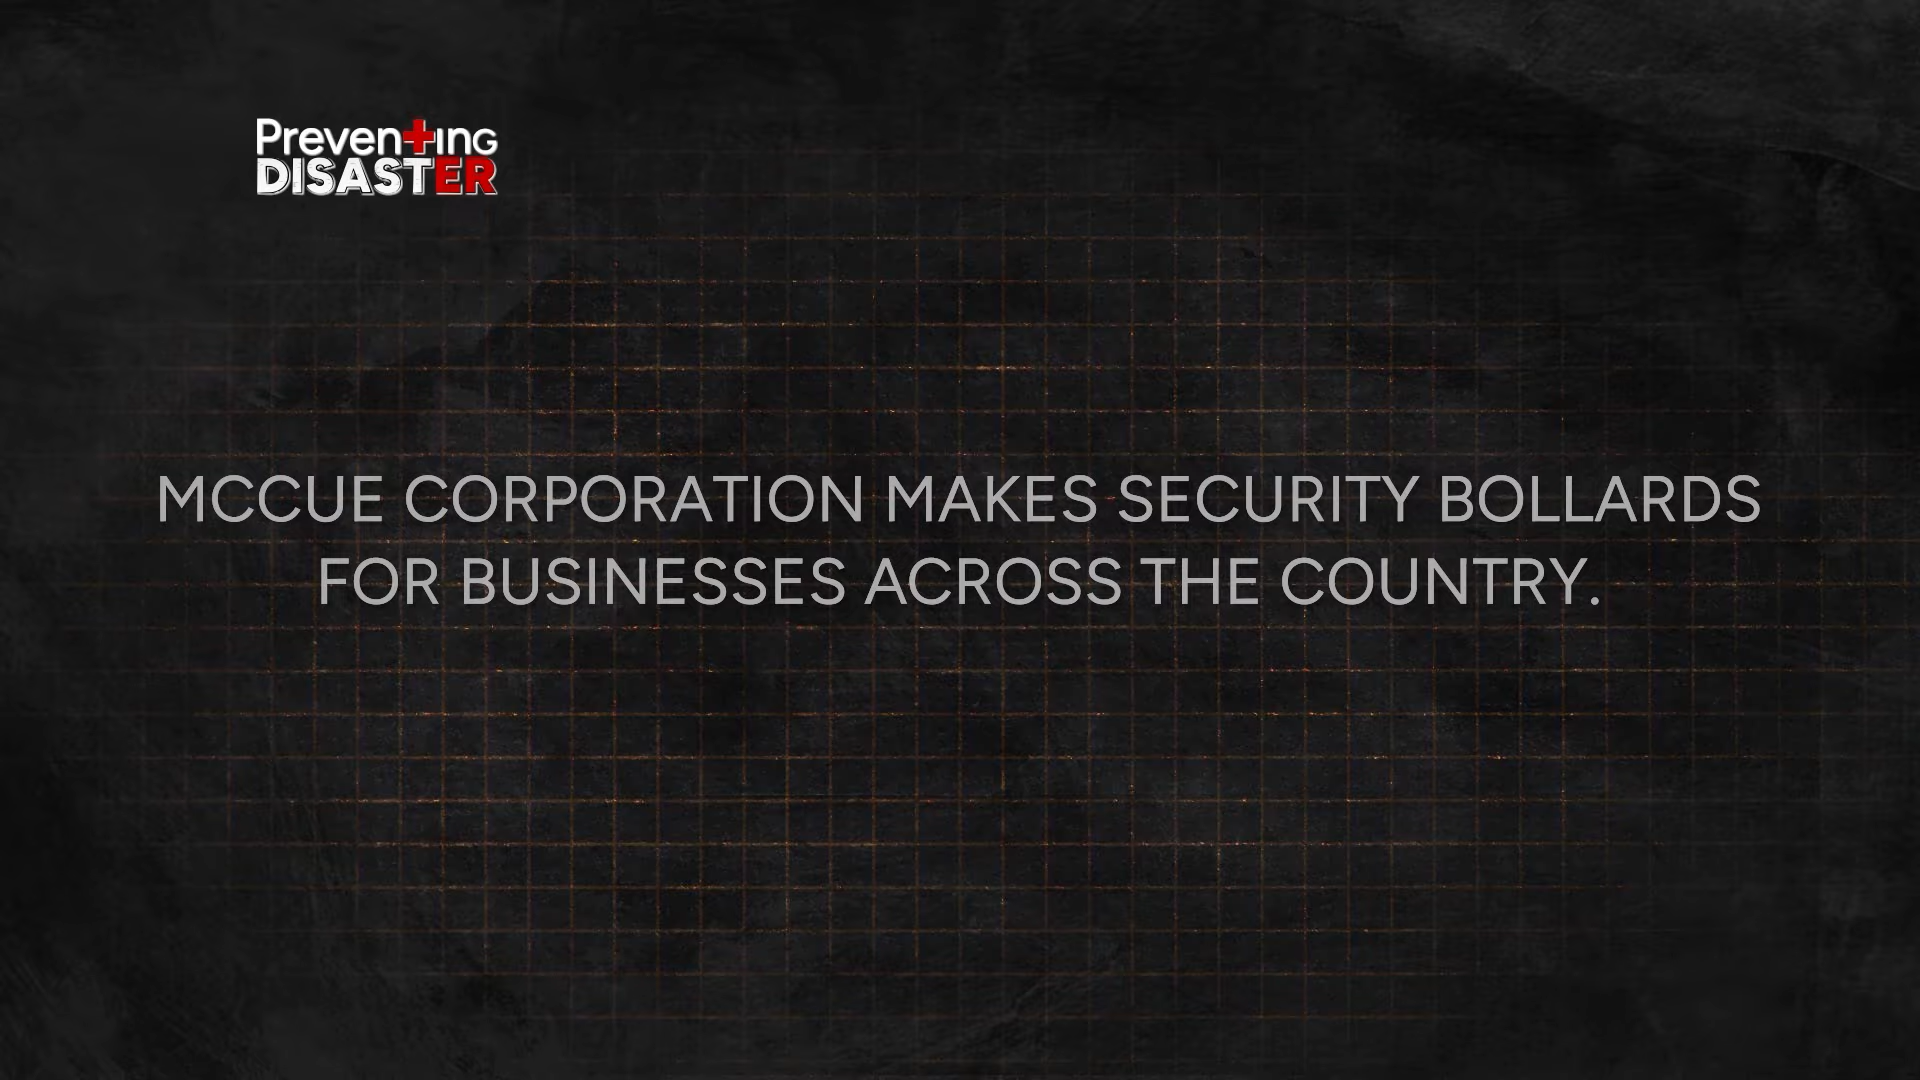 Preventing
DISASTER
MCCUE CORPORATION MAKES SECURITY BOLLARDS
FOR BUSINESSES ACROSS THE COUNTRY.